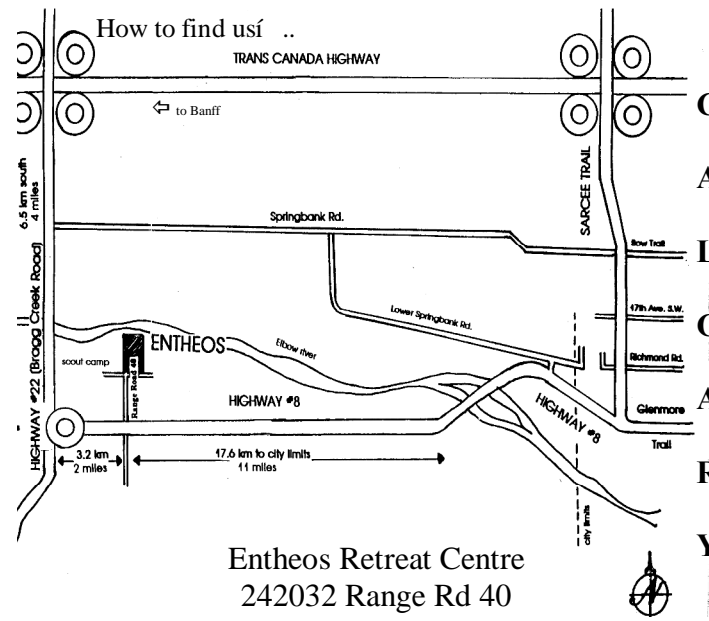 How to find usí ..
TRANS CANADA HIGHWAY
to Banff
6.5 km south
4 miles
SARCEE TRAIL
Springbank Rd.
Bow Trail
HIGHWAY #22 (Bragg Creek Road)
17th Ave. S.W.
Lower Springbank Rd.
ENTHEOS
Elbow river
scout camp
Range Road 40
Richmond Rd.
HIGHWAY #8
HIGHWAY #8
Glenmore
Trail
3.2 km
2 miles
17.6 km to city limits
11 miles
city limits
C
A
L
G
A
R
Y
Entheos Retreat Centre
242032 Range Rd 40
N